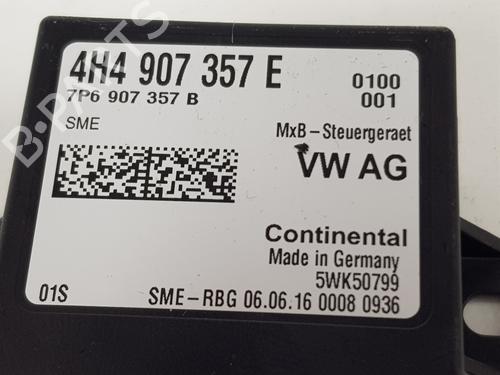 4H4 907 357 E
0100
7P6 907 357 B
001
SME
MxB-Steuergeraet
VW AG
Continental
Made in Germany
5WK50799
01S
SME-RBG 06.06.16 0008 0936
B-PARTS